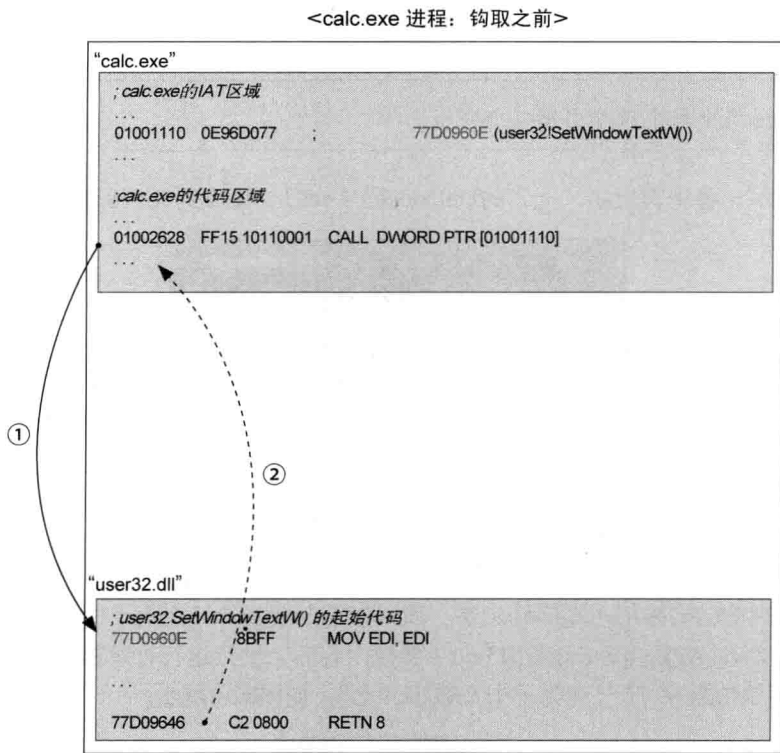 <calc.exe 进程：钩取之前>
“calc.exe”
; calc.exe的IAT区域
...
01001110 0E96D077 ; 77D0960E (user32!SetWindowTextW())
...
;calc.exe的代码区域
...
01002628 FF15 10110001 CALL DWORD PTR [01001110]
...
①
②
“user32.dll”
; user32.SetWindowTextW() 的起始代码
77D0960E 8BFF MOV EDI, EDI
...
77D09646 C2 0800 RETN 8